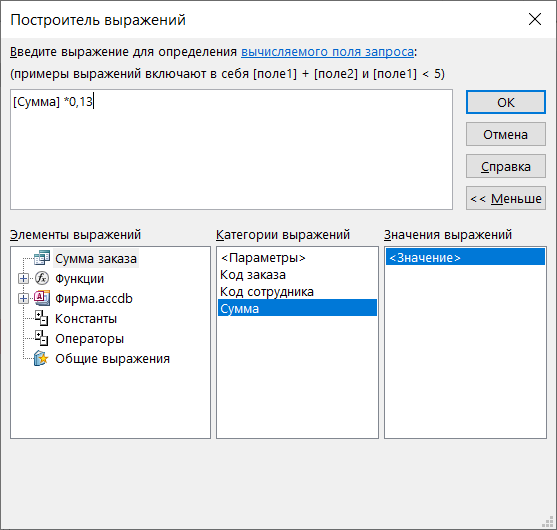 Построитель выражений
Введите выражение для определения вычисляемого поля запроса:
(примеры выражений включают в себя [поле1] + [поле2] и [поле1] < 5)
[Сумма] *0,13
ОК
Отмена
Справка
<< Меньше
Элементы выражений
Категории выражений
Значения выражений
Сумма заказа
Функции
Фирма.accdb
Константы
Операторы
Общие выражения
<Параметры>
Код заказа
Код сотрудника
Сумма
<Значение>